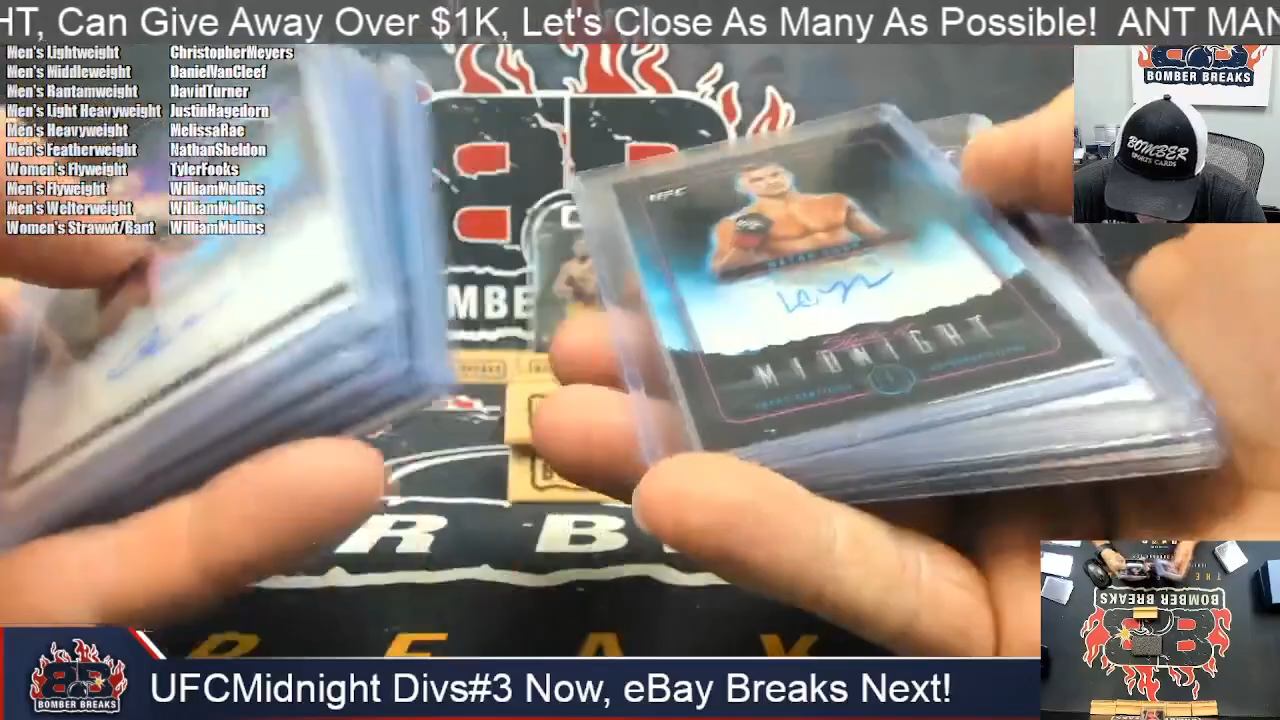 HT, Can Give Away Over $1K, Let's Close As Many As Possible! ANT MAN
Men's Lightweight ChristopherMeyers
Men's Middleweight DanielVanCleef
Men's Bantamweight DavidTurner
Men's Light Heavyweight JustinHagedorn
Men's Heavyweight MelissaRae
Men's Featherweight NathanSheldon
Women's Flyweight TylerFooks
Men's Flyweight WilliamMullins
Men's Welterweight WilliamMullins
Women's Strawwt/Bant WilliamMullins
BOMBER BREAKS
BOMBER
SPORTS CARDS
UFC
MIDNIGHT
BOMBE
R B
B E A K
BOMBER BREAKS
BOMBER BREAKS
UFCMidnight Divs#3 Now, eBay Breaks Next!